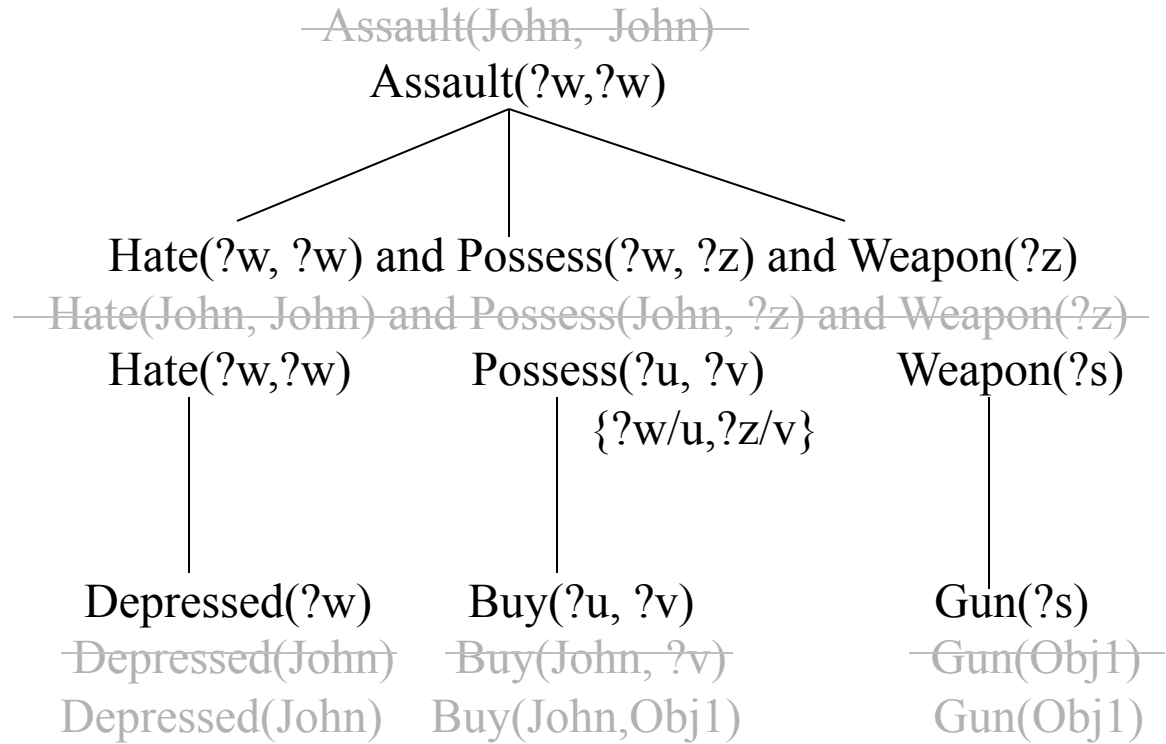 Assault(John, John)
Assault(?w,?w)
Hate(?w, ?w) and Possess(?w, ?z) and Weapon(?z)
Hate(John, John) and Possess(John, ?z) and Weapon(?z)
Hate(?w,?w) Possess(?u, ?v) Weapon(?s)
{?w/u,?z/v}
Depressed(?w) Buy(?u, ?v) Gun(?s)
Depressed(John) Buy(John, ?v) Gun(Obj1)
Depressed(John) Buy(John,Obj1) Gun(Obj1)